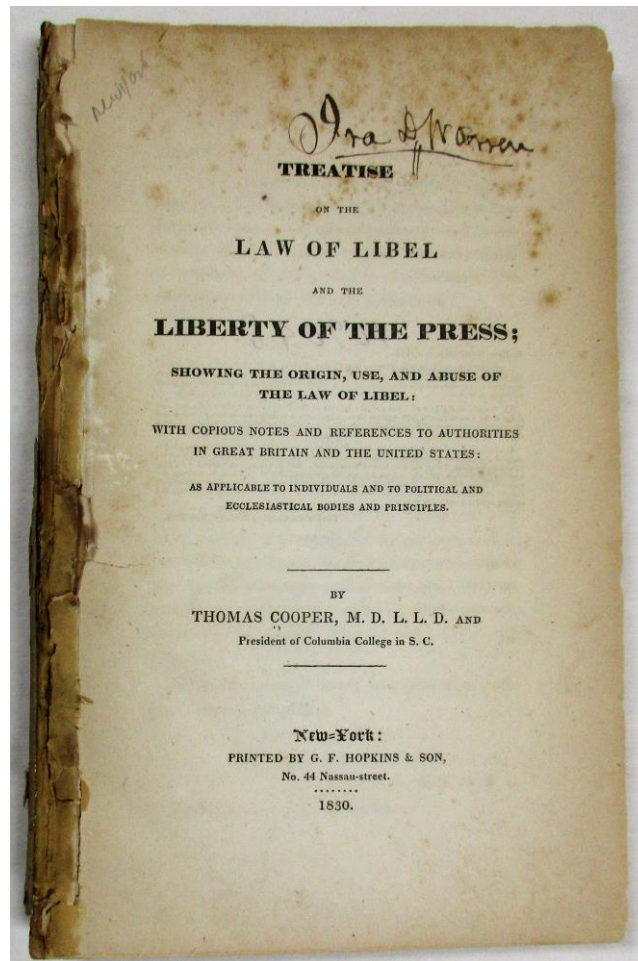 New York
Ira D Warren
TREATISE
ON THE
LAW OF LIBEL
AND THE
LIBERTY OF THE PRESS;
SHOWING THE ORIGIN, USE, AND ABUSE OF
THE LAW OF LIBEL:
WITH COPIOUS NOTES AND REFERENCES TO AUTHORITIES
IN GREAT BRITAIN AND THE UNITED STATES:
AS APPLICABLE TO INDIVIDUALS AND TO POLITICAL AND
ECCLESIASTICAL BODIES AND PRINCIPLES.
BY
THOMAS COOPER, M. D. L. L. D. AND
President of Columbia College in S. C.
New-York:
PRINTED BY G. F. HOPKINS & SON,
No. 44 Nassau-street.
1830.